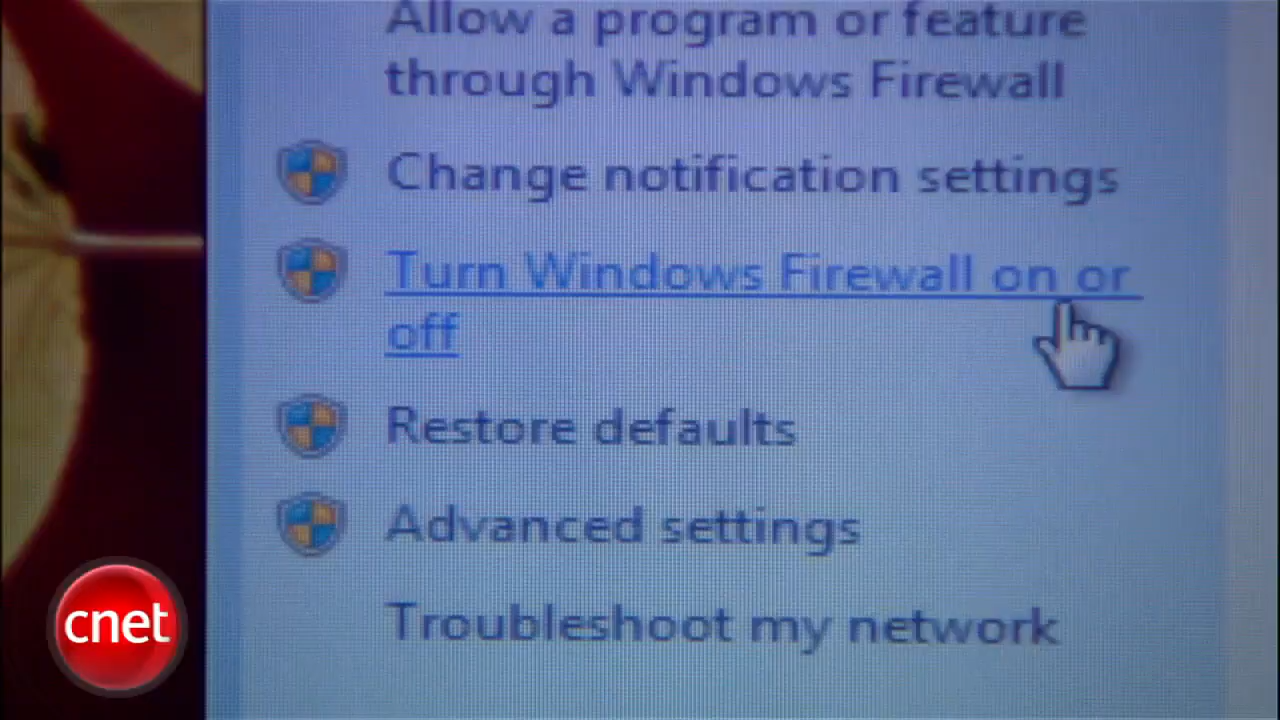 Allow a program or feature
through Windows Firewall
Change notification settings
Turn Windows Firewall on or
off
Restore defaults
Advanced settings
Troubleshoot my network
cnet